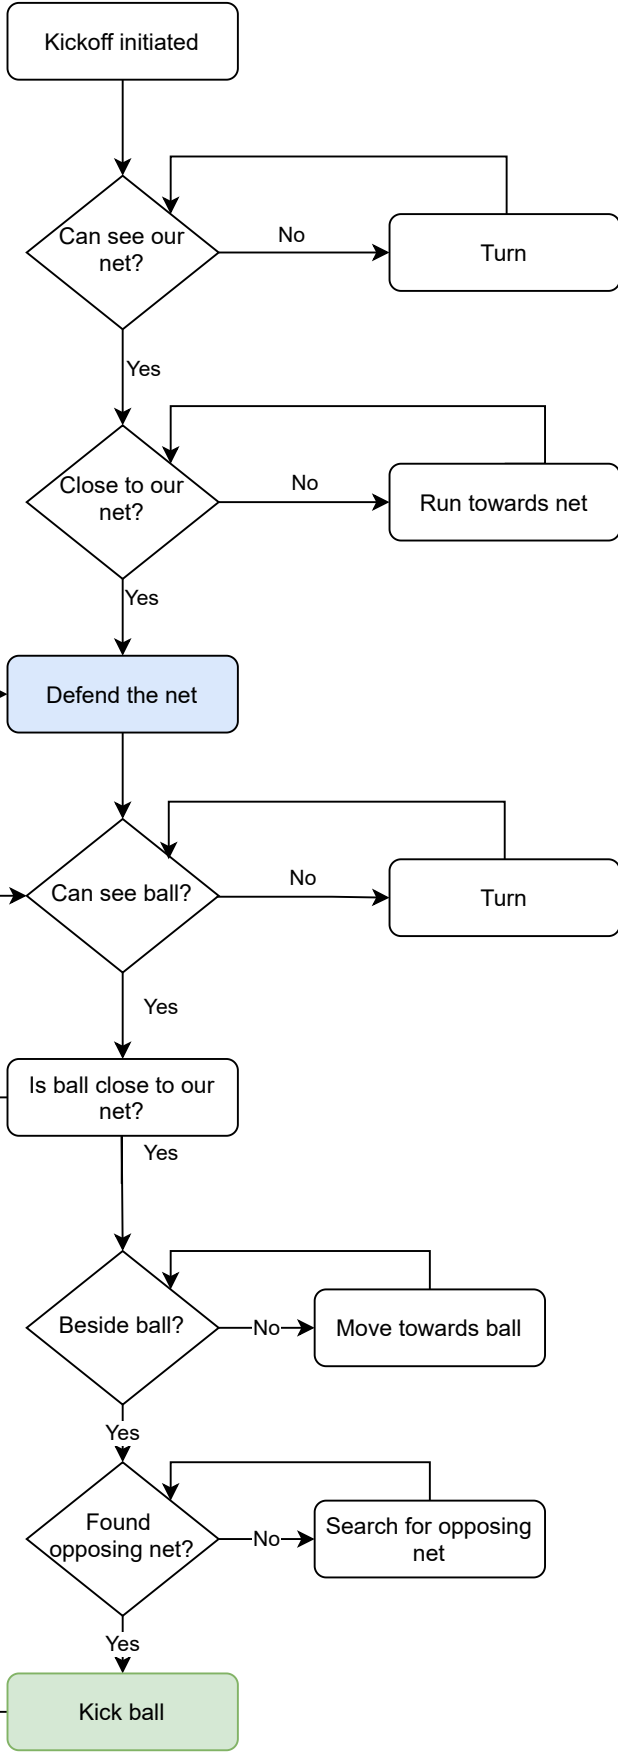 Kickoff initiated
Can see our
net?
No
Turn
Yes
Close to our
net?
No
Run towards net
Yes
Defend the net
Can see ball?
No
Turn
Yes
Is ball close to our
net?
Yes
Beside ball?
No
Move towards ball
Yes
Found
opposing net?
No
Search for opposing
net
Yes
Kick ball